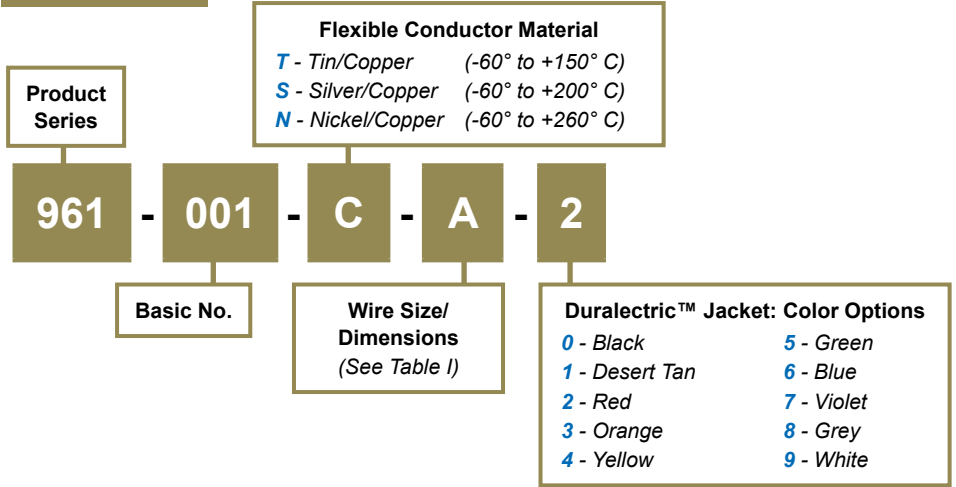 Flexible Conductor Material
T - Tin/Copper (-60° to +150° C)
S - Silver/Copper (-60° to +200° C)
N - Nickel/Copper (-60° to +260° C)
Product
Series
961 - 001 - C - A - 2
Basic No.
Wire Size/
Dimensions
(See Table I)
Duralectric™ Jacket: Color Options
0 - Black 5 - Green
1 - Desert Tan 6 - Blue
2 - Red 7 - Violet
3 - Orange 8 - Grey
4 - Yellow 9 - White